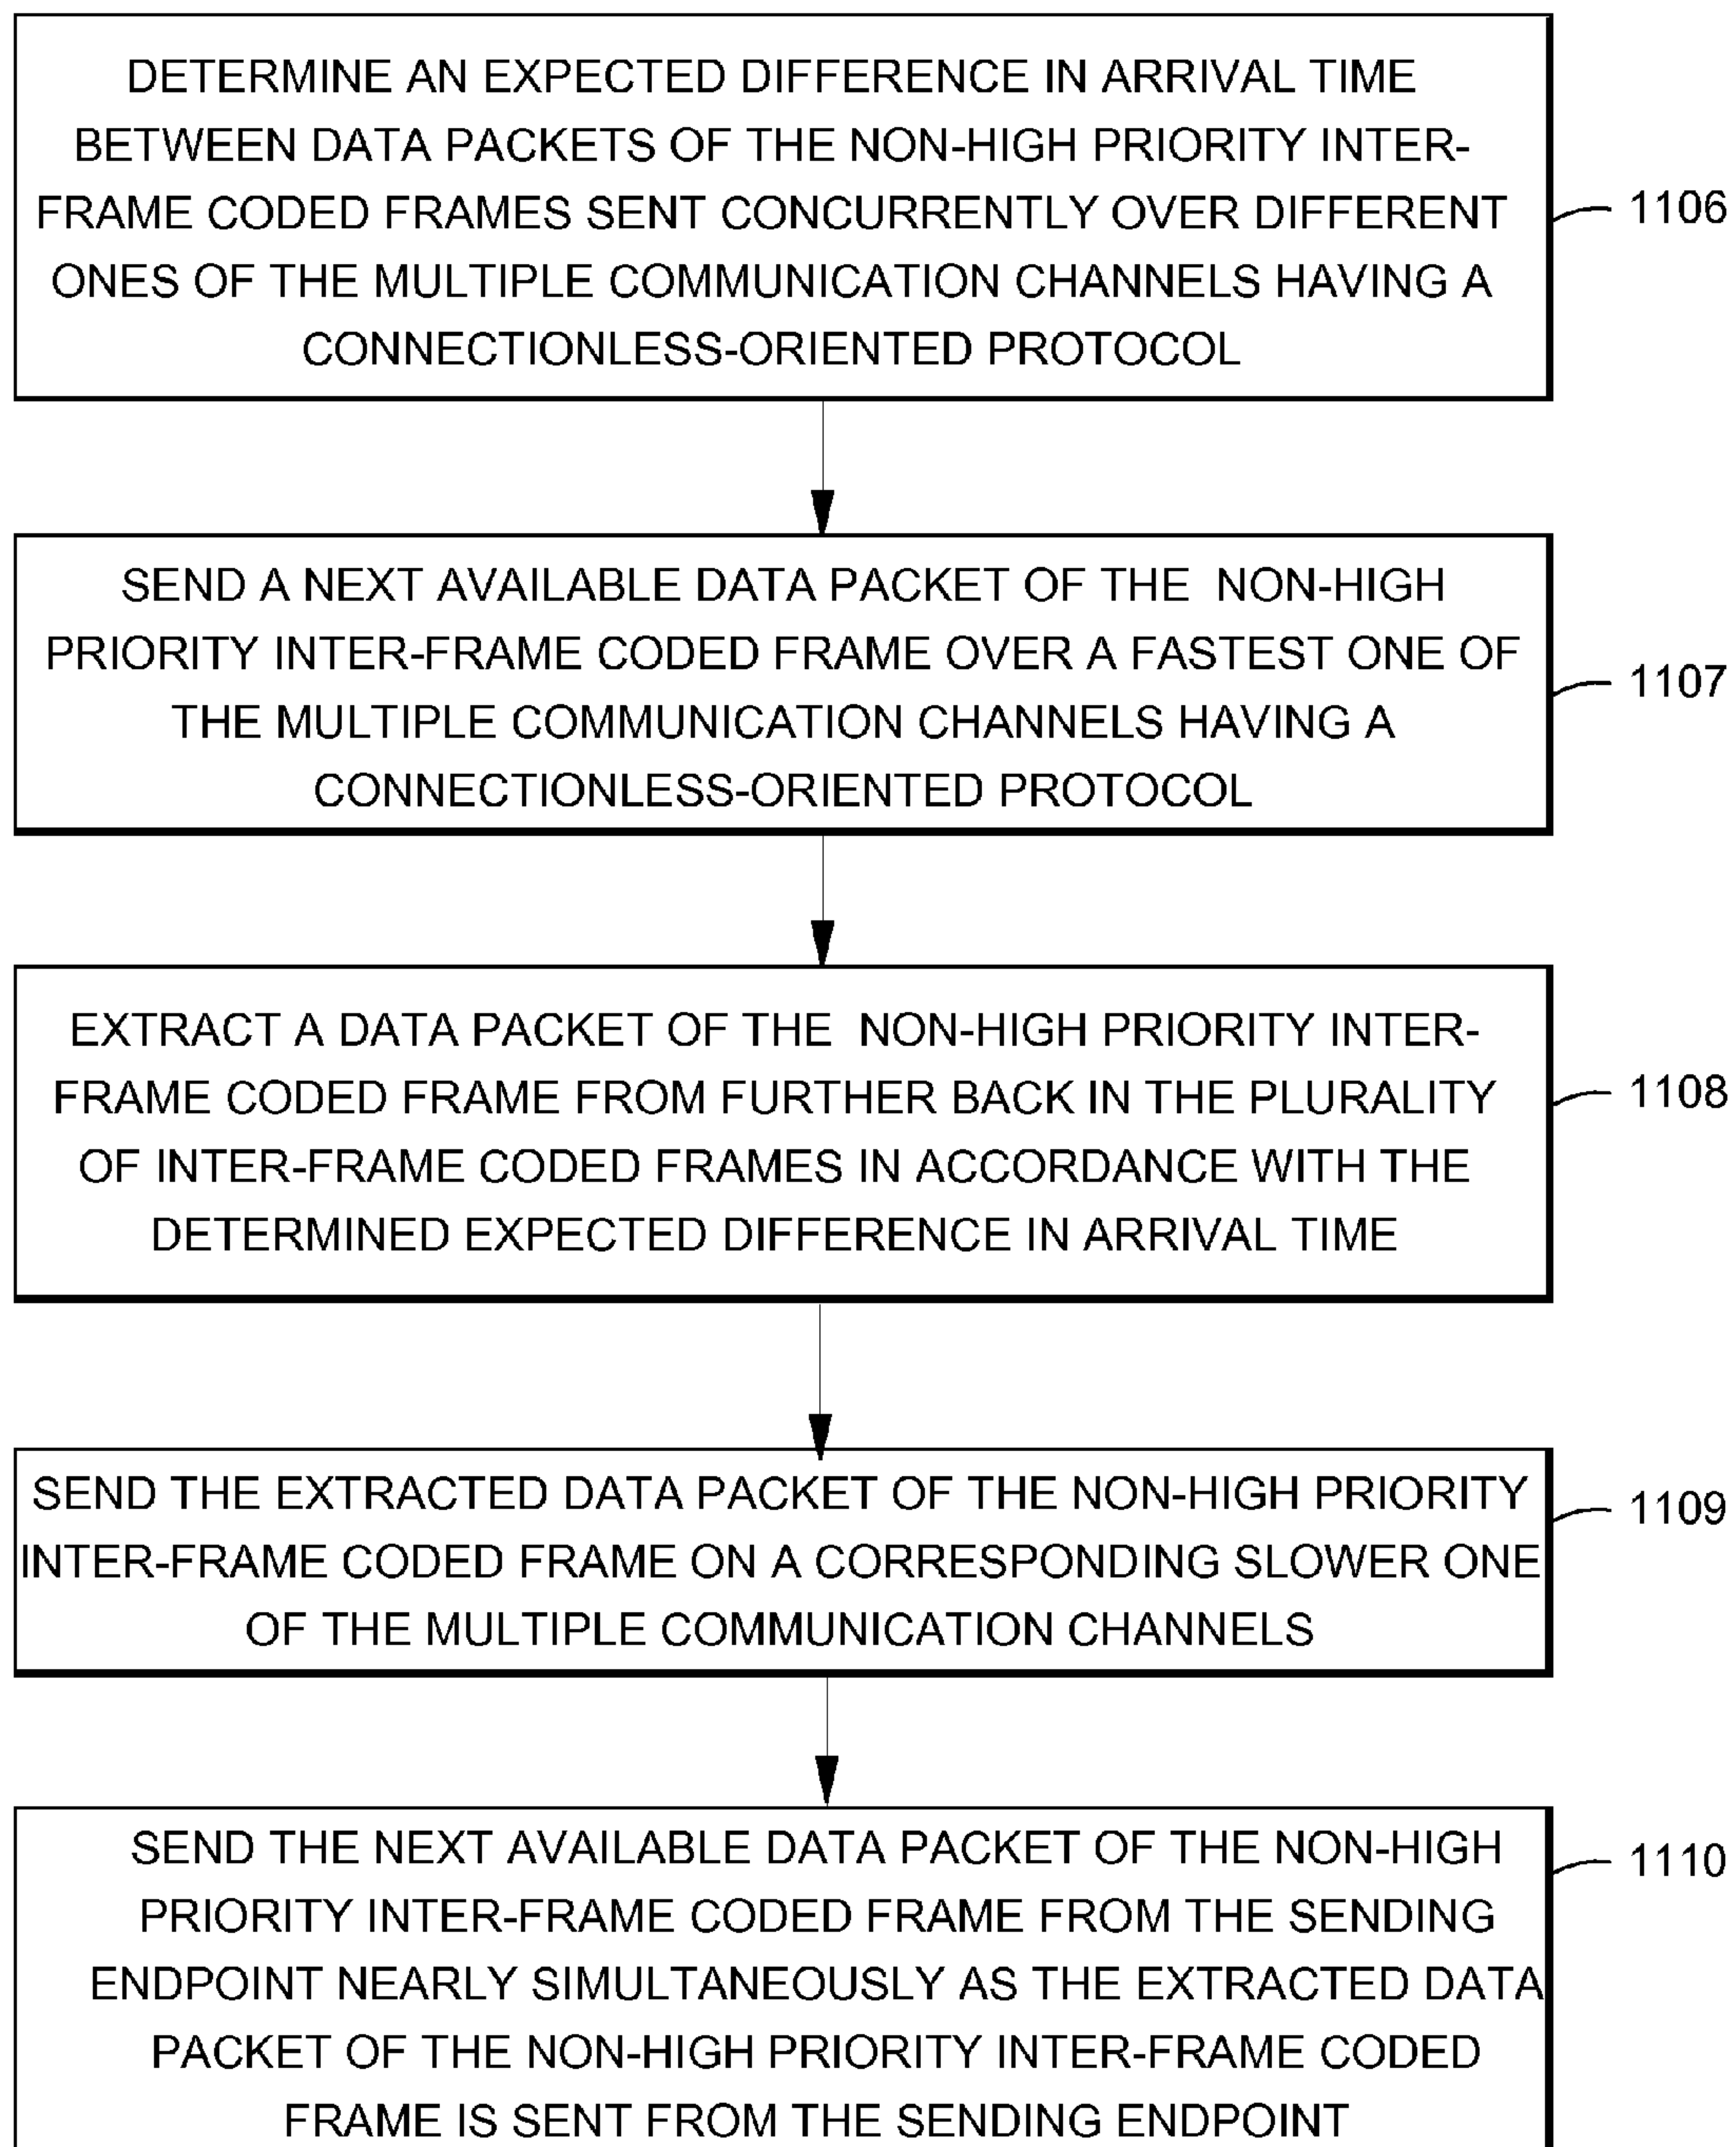 DETERMINE AN EXPECTED DIFFERENCE IN ARRIVAL TIME
BETWEEN DATA PACKETS OF THE NON-HIGH PRIORITY INTER-
FRAME CODED FRAMES SENT CONCURRENTLY OVER DIFFERENT
ONES OF THE MULTIPLE COMMUNICATION CHANNELS HAVING A
CONNECTIONLESS-ORIENTED PROTOCOL
1106
SEND A NEXT AVAILABLE DATA PACKET OF THE NON-HIGH
PRIORITY INTER-FRAME CODED FRAME OVER A FASTEST ONE OF
THE MULTIPLE COMMUNICATION CHANNELS HAVING A
CONNECTIONLESS-ORIENTED PROTOCOL
1107
EXTRACT A DATA PACKET OF THE NON-HIGH PRIORITY INTER-
FRAME CODED FRAME FROM FURTHER BACK IN THE PLURALITY
OF INTER-FRAME CODED FRAMES IN ACCORDANCE WITH THE
DETERMINED EXPECTED DIFFERENCE IN ARRIVAL TIME
1108
SEND THE EXTRACTED DATA PACKET OF THE NON-HIGH PRIORITY
INTER-FRAME CODED FRAME ON A CORRESPONDING SLOWER ONE
OF THE MULTIPLE COMMUNICATION CHANNELS
1109
SEND THE NEXT AVAILABLE DATA PACKET OF THE NON-HIGH
PRIORITY INTER-FRAME CODED FRAME FROM THE SENDING
ENDPOINT NEARLY SIMULTANEOUSLY AS THE EXTRACTED DATA
PACKET OF THE NON-HIGH PRIORITY INTER-FRAME CODED
FRAME IS SENT FROM THE SENDING ENDPOINT
1110